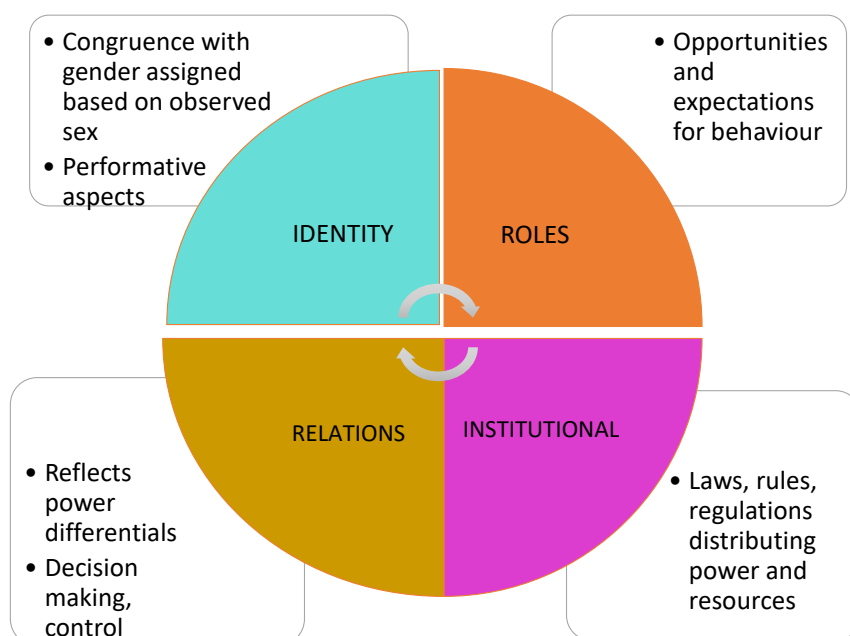 • Congruence with
gender assigned
based on observed
sex
• Performative
aspects
• Opportunities
and
expectations
for behaviour
IDENTITY
ROLES
RELATIONS
INSTITUTIONAL
• Reflects
power
differentials
• Decision
making,
control
• Laws, rules,
regulations
distributing
power and
resources